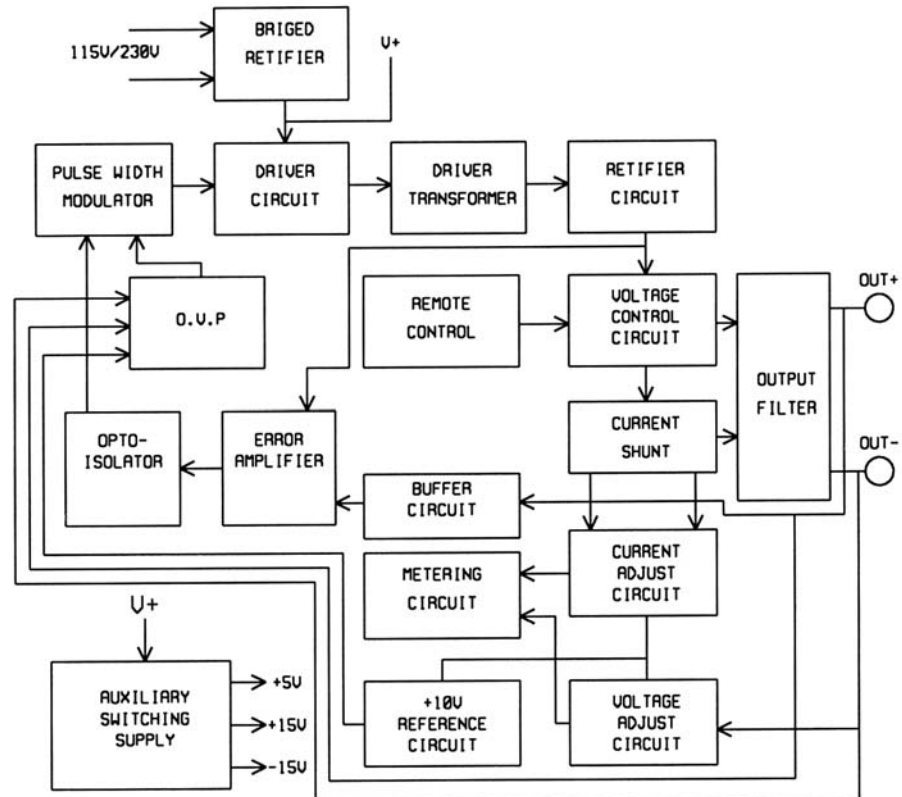 BRIGED
RETIFIER
115V/230V
V+
PULSE WIDTH
MODULATOR
DRIVER
CIRCUIT
DRIVER
TRANSFORMER
RETIFIER
CIRCUIT
O.V.P
REMOTE
CONTROL
VOLTAGE
CONTROL
CIRCUIT
OUTPUT
FILTER
OUT+
OUT-
OPTO-
ISOLATOR
ERROR
AMPLIFIER
CURRENT
SHUNT
BUFFER
CIRCUIT
METERING
CIRCUIT
CURRENT
ADJUST
CIRCUIT
V+
AUXILIARY
SWITCHING
SUPPLY
+5V
+15V
-15V
+10V
REFERENCE
CIRCUIT
VOLTAGE
ADJUST
CIRCUIT